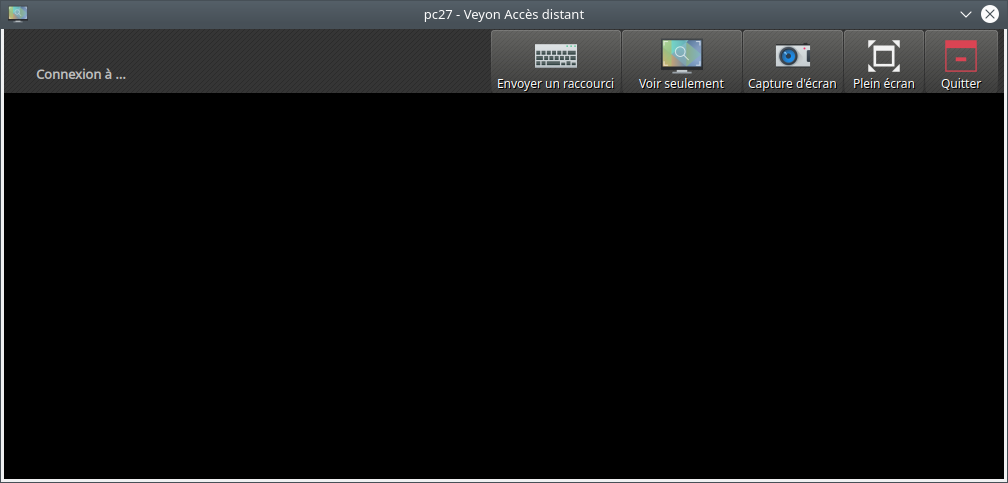 pc27 - Veyon Accès distant
Connexion à ...
Envoyer un raccourci
Voir seulement
Capture d'écran
Plein écran
Quitter